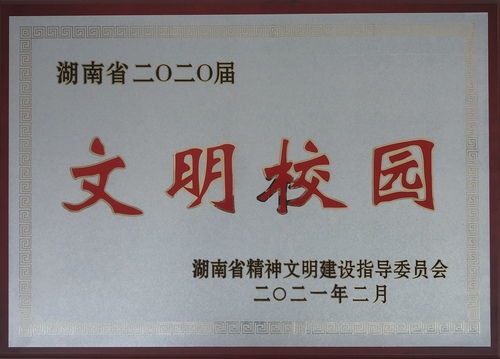 湖南省二〇二〇届
文明校园
湖南省精神文明建设指导委员会
二〇二一年二月